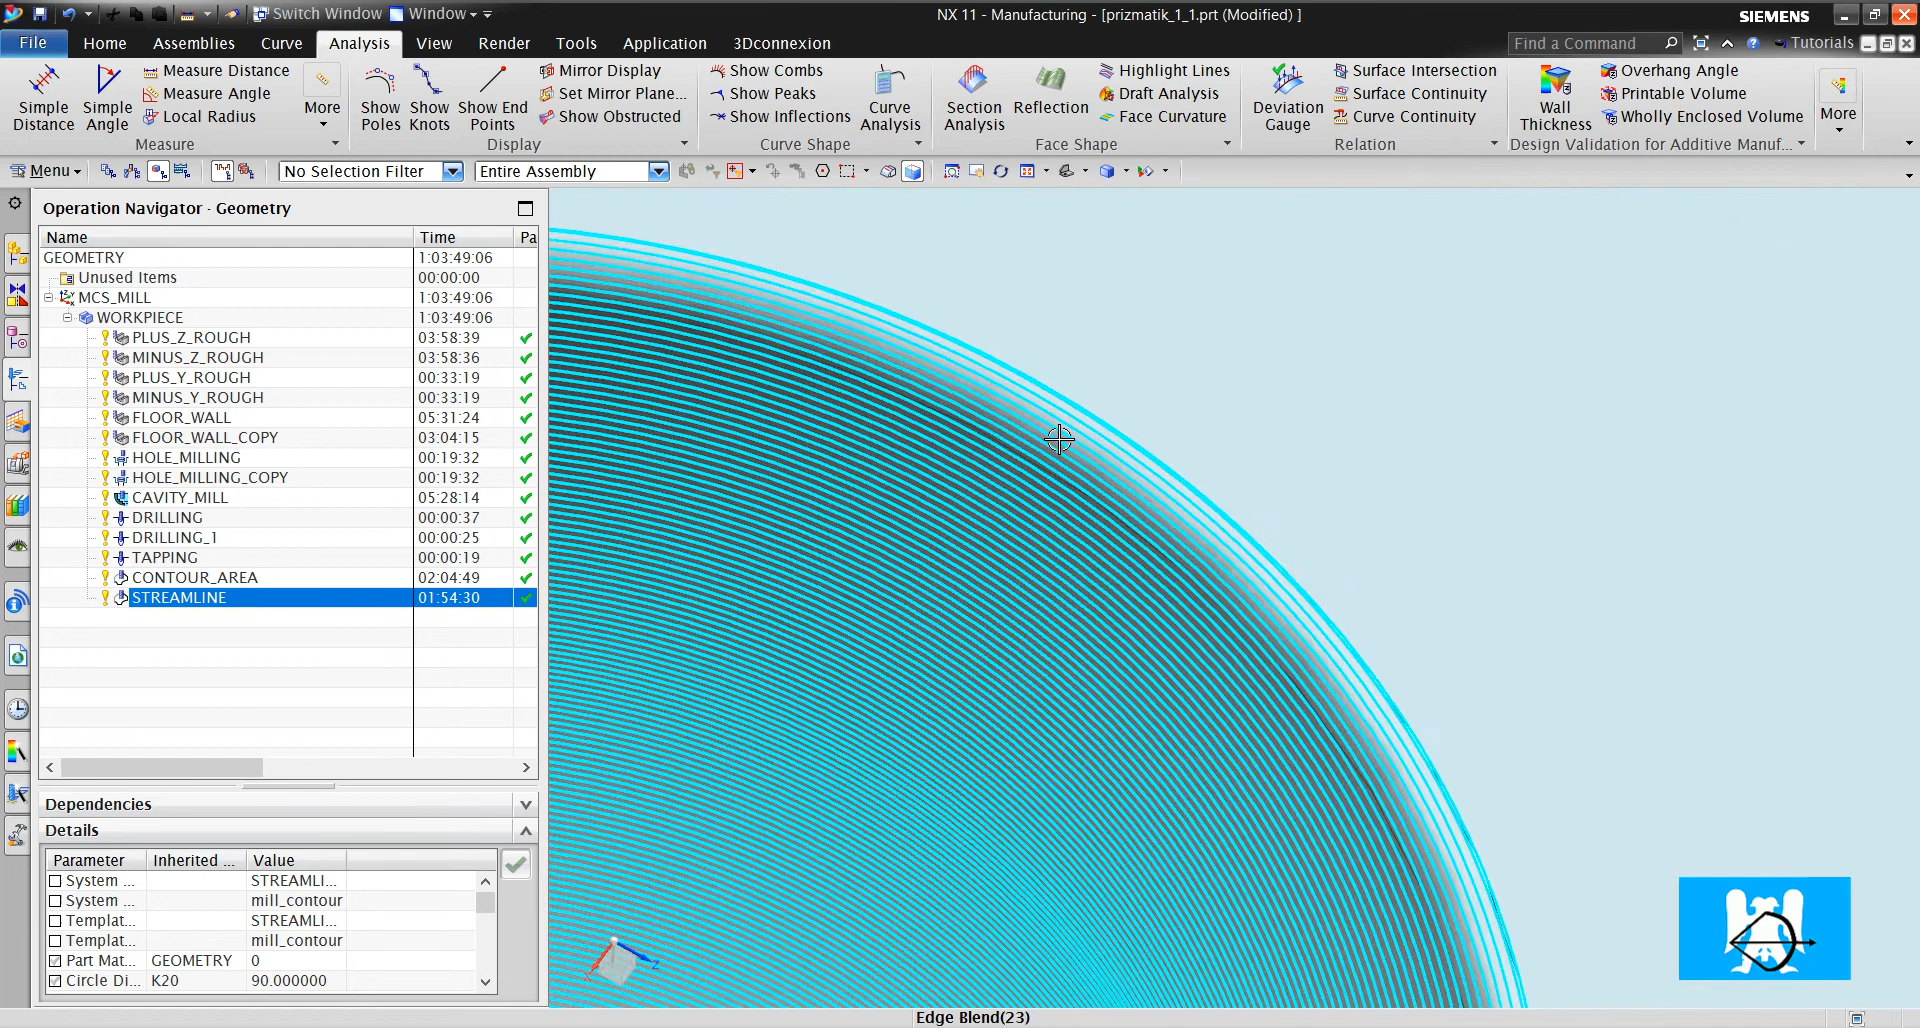 Switch Window Window NX 11 - Manufacturing - [prizmatik_1_1.prt (Modified) ] SIEMENS
File Home Assemblies Curve Analysis View Render Tools Application 3Dconnexion Find a Command Tutorials
Simple Distance
Simple Angle
Measure Distance
Measure Angle
Local Radius
More
Measure
Show Poles
Show Knots
Show End Points
Mirror Display
Set Mirror Plane...
Show Obstructed
Display
Show Combs
Show Peaks
Show Inflections
Curve Analysis
Curve Shape
Section Analysis
Reflection
Highlight Lines
Draft Analysis
Face Curvature
Face Shape
Deviation Gauge
Surface Intersection
Surface Continuity
Curve Continuity
Relation
Wall Thickness
Overhang Angle
Printable Volume
Wholly Enclosed Volume
Design Validation for Additive Manuf...
More
Menu No Selection Filter Entire Assembly
Operation Navigator - Geometry
Name Time Pa
GEOMETRY 1:03:49:06
Unused Items 00:00:00
MCS_MILL 1:03:49:06
WORKPIECE 1:03:49:06
PLUS_Z_ROUGH 03:58:39
MINUS_Z_ROUGH 03:58:36
PLUS_Y_ROUGH 00:33:19
MINUS_Y_ROUGH 00:33:19
FLOOR_WALL 05:31:24
FLOOR_WALL_COPY 03:04:15
HOLE_MILLING 00:19:32
HOLE_MILLING_COPY 00:19:32
CAVITY_MILL 05:28:14
DRILLING 00:00:37
DRILLING_1 00:00:25
TAPPING 00:00:19
CONTOUR_AREA 02:04:49
STREAMLINE 01:54:30
Dependencies
Details
Parameter Inherited ... Value
System ... STREAMLI...
System ... mill_contour
Templat... STREAMLI...
Templat... mill_contour
Part Mat... GEOMETRY 0
Circle Di... K20 90.000000
Z
Edge Blend(23)